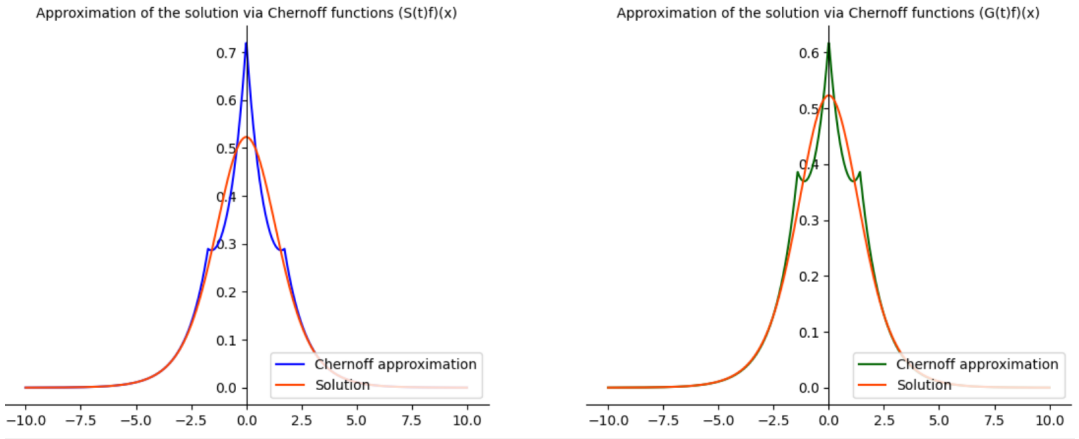 Approximation of the solution via Chernoff functions (S(t)f)(x)
0.7
0.6
0.5
0.4
0.3
0.2
0.1
0.0
−10.0 −7.5 −5.0 −2.5 0.0 2.5 5.0 7.5 10.0
Chernoff approximation
Solution
Approximation of the solution via Chernoff functions (G(t)f)(x)
0.6
0.5
0.4
0.3
0.2
0.1
0.0
−10.0 −7.5 −5.0 −2.5 0.0 2.5 5.0 7.5 10.0
Chernoff approximation
Solution